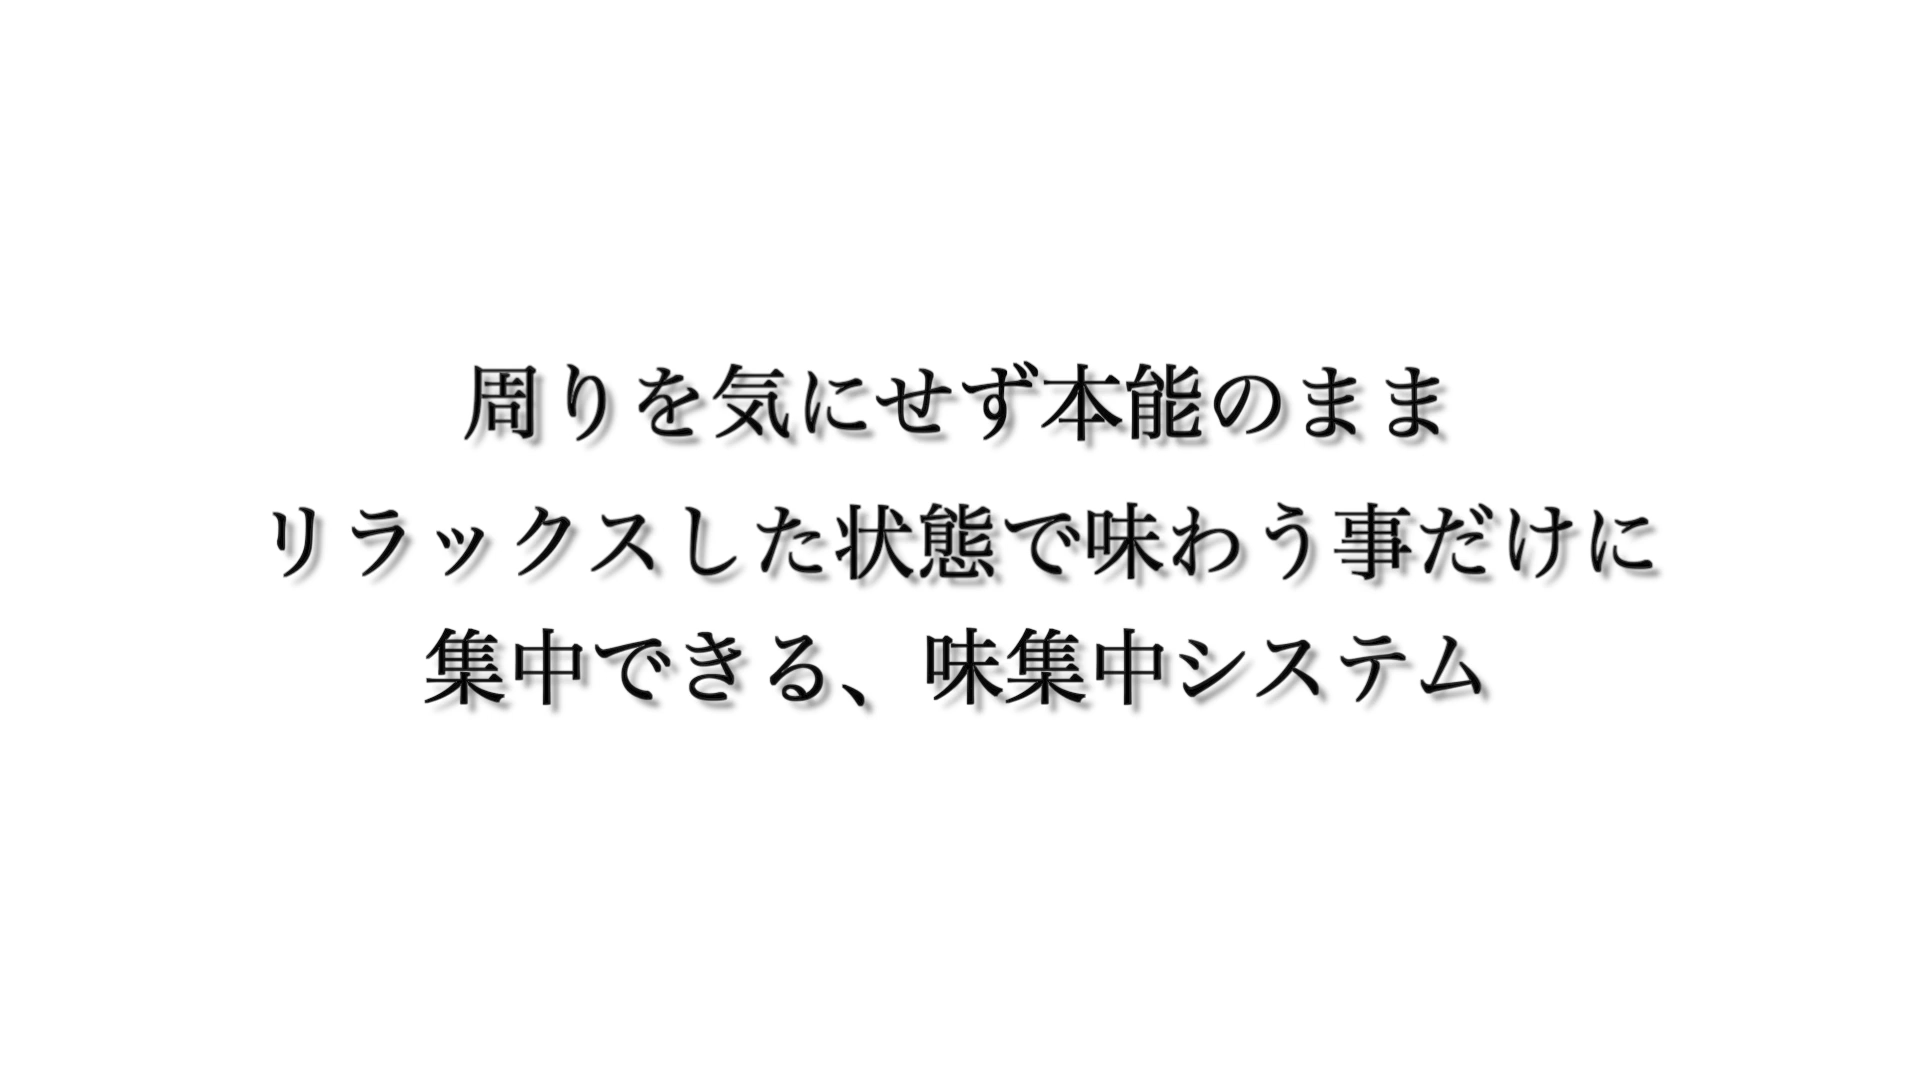 周りを気にせず本能のまま
リラックスした状態で味わう事だけに
集中できる、味集中システム